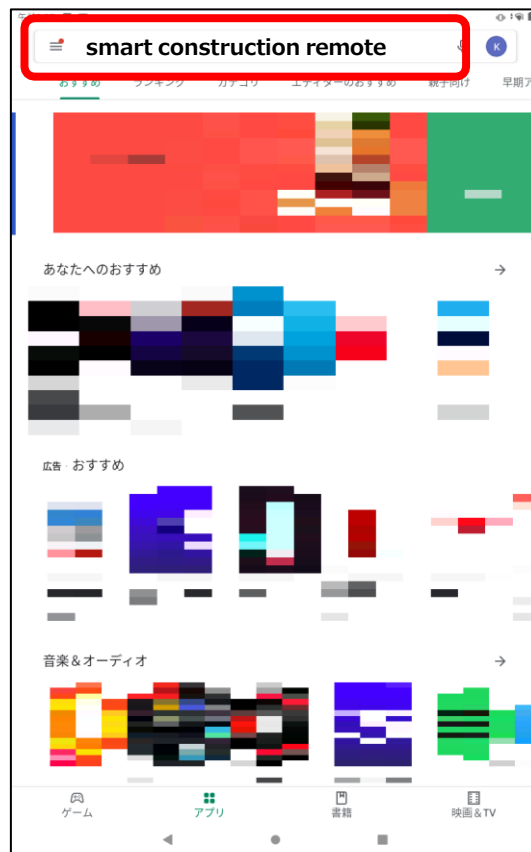 smart construction remote
K
おすすめ ランキング カテゴリ エディターのおすすめ 親子向け 早期ア
あなたへのおすすめ
広告·おすすめ
音楽＆オーディオ
ゲーム アプリ 書籍 映画＆TV